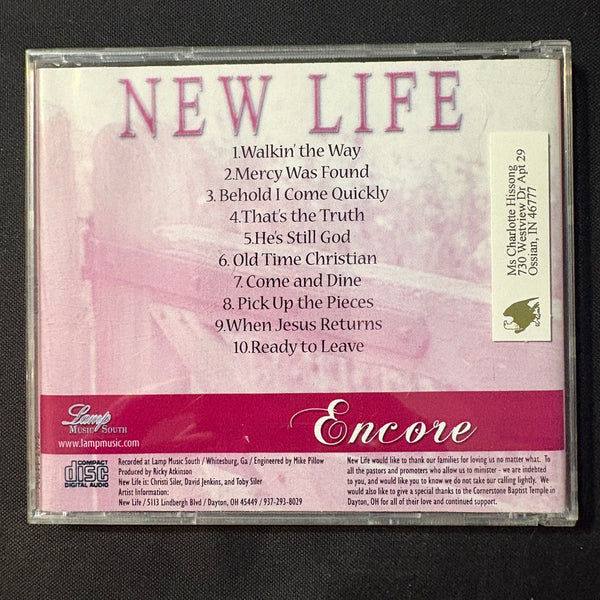 NEW LIFE
1.Walkin' the Way
2.Mercy Was Found
3. Behold I Come Quickly
4.That's the Truth
5.He's Still God
6. Old Time Christian
7. Come and Dine
8. Pick Up the Pieces
9.When Jesus Returns
10.Ready to Leave
Ms Charlotte Hissong
730 Westview Dr Apt 29
Ossian, IN 46777
Lamp
Music South
www.lampmusic.com
Encore
COMPACT
disc
DIGITAL AUDIO
Recorded at Lamp Music South / Whitesburg, Ga / Engineered by Mike Pillow
Produced by Ricky Atkinson
New Life is: Christi Siler, David Jenkins, and Toby Siler
Artist Information:
New Life / 5113 Lindbergh Blvd / Dayton, OH 45449 / 937-293-8029
New Life would like to thank our families for loving us no matter what. To
all the pastors and promoters who allow us to minister - we are indebted
to you, and would like you to know we do not take our calling lightly. We
would also like to give a special thanks to the Cornerstone Baptist Temple in
Dayton, OH for all of their love and continued support.